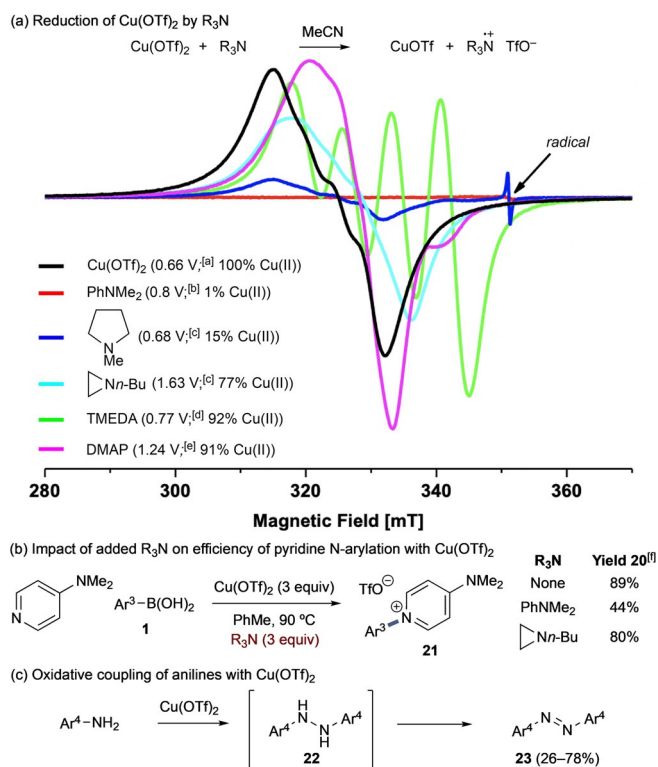 (a) Reduction of Cu(OTf)2 by R3N
MeCN
Cu(OTf)2 + R3N CuOTf + R3N•+ TfO−
radical
Cu(OTf)2 (0.66 V;[a] 100% Cu(II))
PhNMe2 (0.8 V;[b] 1% Cu(II))
N
Me
(0.68 V;[c] 15% Cu(II))
Nn-Bu (1.63 V;[c] 77% Cu(II))
TMEDA (0.77 V;[d] 92% Cu(II))
DMAP (1.24 V;[e] 91% Cu(II))
280 300 320 340 360
Magnetic Field [mT]
(b) Impact of added R3N on efficiency of pyridine N-arylation with Cu(OTf)2
NMe2
N
Ar3−B(OH)2
1
Cu(OTf)2 (3 equiv)
PhMe, 90 ºC
R3N (3 equiv)
TfO⊖
NMe2
Ar3 N ⊕
21
R3N Yield 20[f]
None 89%
PhNMe2 44%
Nn-Bu 80%
(c) Oxidative coupling of anilines with Cu(OTf)2
Ar4−NH2
Cu(OTf)2
H
Ar4 N N Ar4
H
22
Ar4 N N Ar4
23 (26–78%)